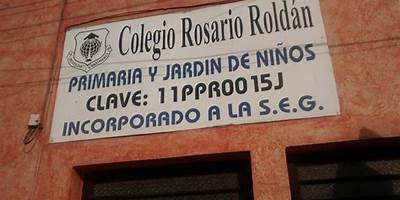 Colegio Rosario Roldán
PRIMARIA Y JARDIN DE NIÑOS
CLAVE: 11PPR0015J
INCORPORADO A LA S.E.G.